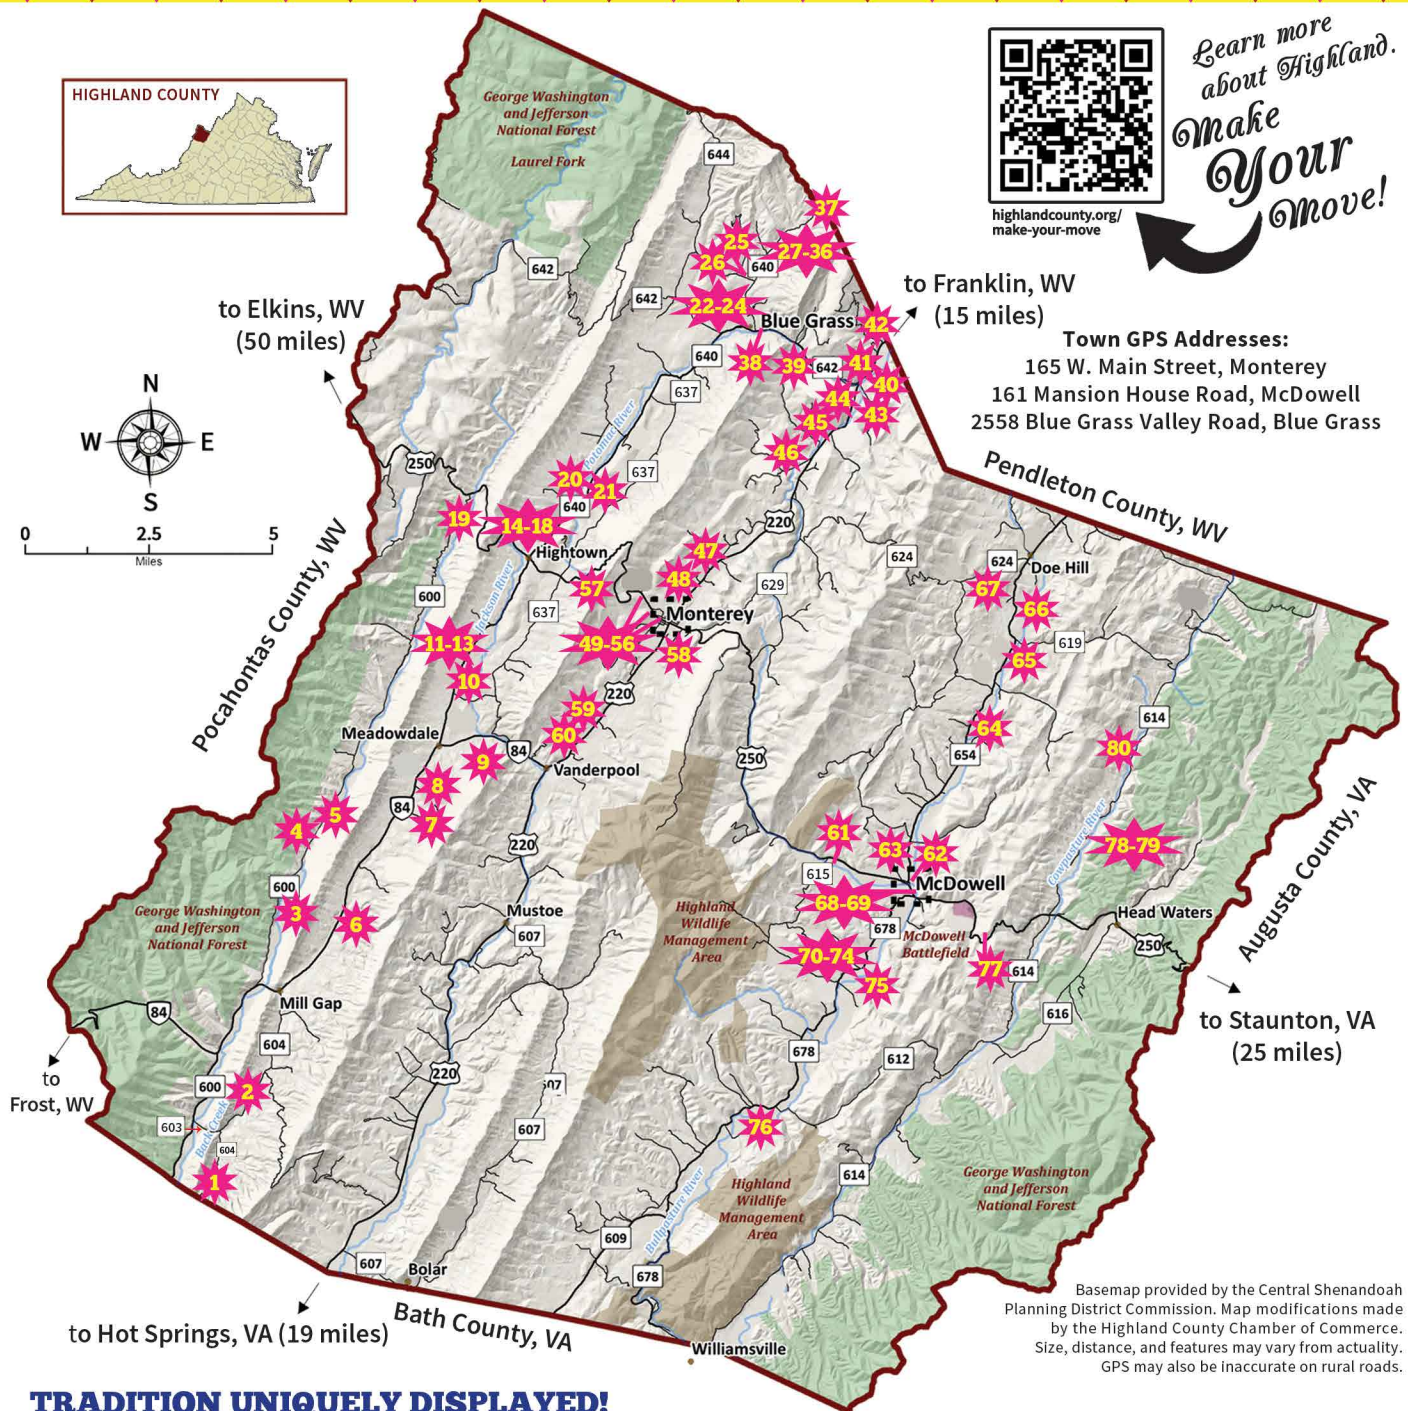 HIGHLAND COUNTY
Learn more
about Highland.
Make
Your
Move!
highlandcounty.org/
make-your-move
George Washington
and Jefferson
National Forest
Laurel Fork
644
37
25
27-36
26
640
642
642
22-24
to Elkins, WV
(50 miles)
to Franklin, WV
(15 miles)
Blue Grass
42
Town GPS Addresses:
165 W. Main Street, Monterey
161 Mansion House Road, McDowell
2558 Blue Grass Valley Road, Blue Grass
640
38
39
642
41
40
637
44
43
45
46
N
W
E
S
Potomac River
250
20
21
637
640
Pendleton County, WV
0
2.5
5
Miles
19
14-18
220
Hightown
47
624
624
Doe Hill
48
57
629
67
600
Jackson River
637
Monterey
66
Pocahontas County, WV
11-13
49-56
58
619
65
10
220
59
614
64
Meadowdale
60
84
80
654
9
250
Vanderpool
8
84
5
4
7
61
220
63
62
78-79
Cowpasture River
Augusta County, VA
615
McDowell
600
3
6
68-69
George Washington
and Jefferson
National Forest
Mustoe
607
Highland
Wildlife
Management
Area
678
McDowell
Battlefield
Head Waters
250
70-74
77
614
75
Mill Gap
84
616
to Staunton, VA
(25 miles)
604
678
612
to
Frost, WV
600
2
220
607
603
Back Creek
607
76
604
1
614
George Washington
and Jefferson
National Forest
Highland
Wildlife
Management
Area
Bullpasture River
609
607
Bolar
678
to Hot Springs, VA (19 miles)
Bath County, VA
Williamsville
Basemap provided by the Central Shenandoah
Planning District Commission. Map modifications made
by the Highland County Chamber of Commerce.
Size, distance, and features may vary from actuality.
GPS may also be inaccurate on rural roads.
TRADITION UNIQUELY DISPLAYED!